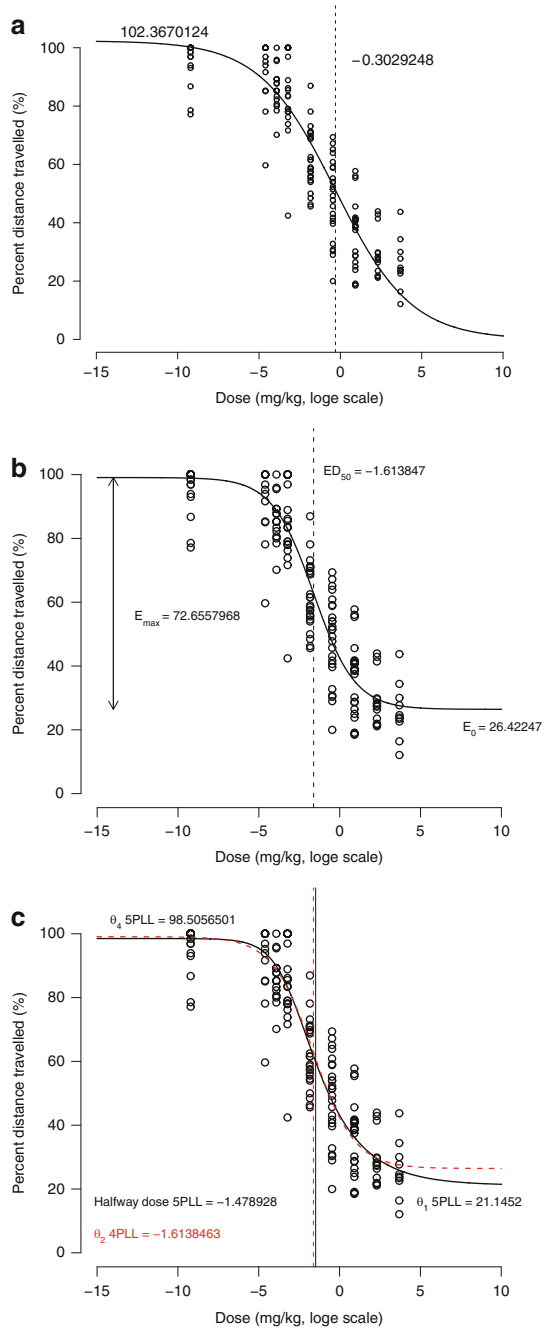 a
102.3670124
−0.3029248
Percent distance travelled (%)
100
80
60
40
20
0
−15 −10 −5 0 5 10
Dose (mg/kg, loge scale)
b
ED50 = −1.613847
Percent distance travelled (%)
100
80
60
40
20
0
Emax = 72.6557968
E0 = 26.42247
−15 −10 −5 0 5 10
Dose (mg/kg, loge scale)
c
θ4 5PLL = 98.5056501
Percent distance travelled (%)
100
80
60
40
20
0
Halfway dose 5PLL = −1.478928
θ1 5PLL = 21.1452
θ2 4PLL = −1.6138463
−15 −10 −5 0 5 10
Dose (mg/kg, loge scale)